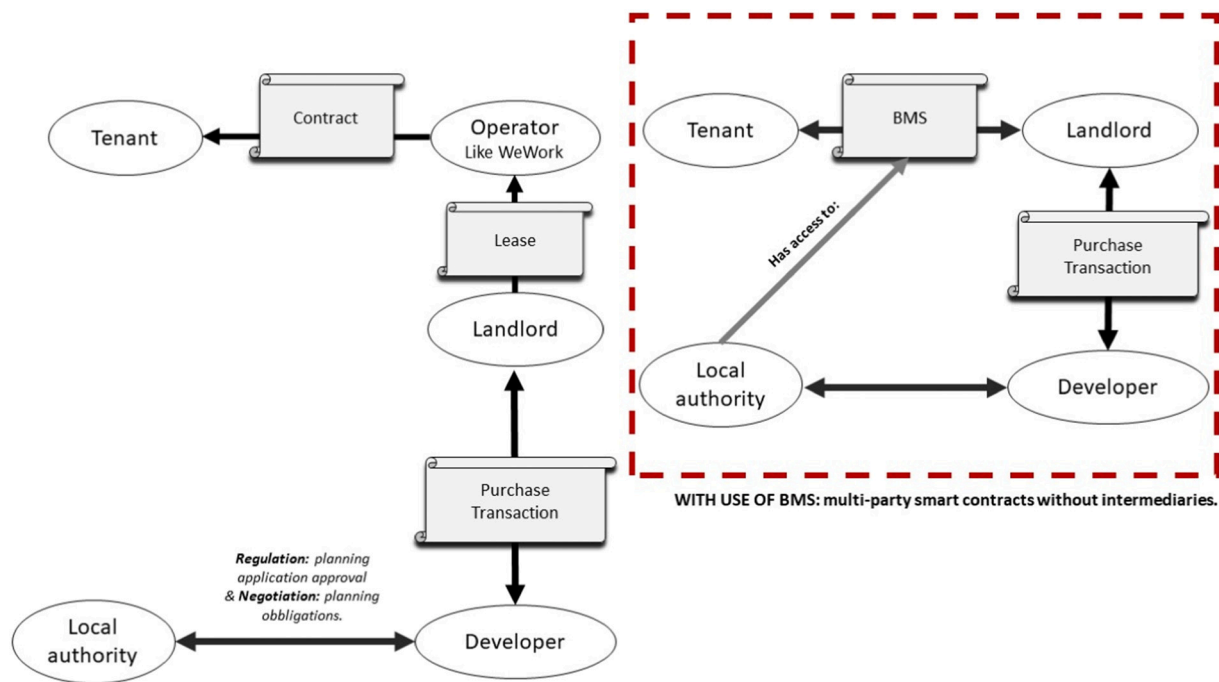 Tenant
Contract
Operator
Like WeWork
Lease
Landlord
Purchase
Transaction
Regulation: planning
application approval
& Negotiation: planning
obbligations.
Local
authority
Developer
Tenant
BMS
Landlord
Has access to:
Purchase
Transaction
Local
authority
Developer
WITH USE OF BMS: multi-party smart contracts without intermediaries.